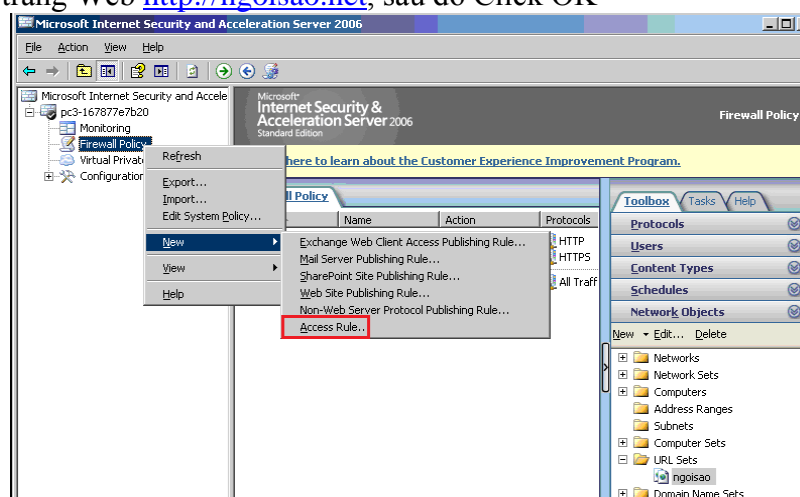 trang Web http://ngoisao.net, sau đó Click OK
Microsoft Internet Security and Acceleration Server 2006
File Action View Help
Microsoft Internet Security and Accele
pc3-167877e7b20
Monitoring
Firewall Policy
Virtual Privat
Configuration
Microsoft
Internet Security &
Acceleration Server 2006
Standard Edition
Firewall Policy
here to learn about the Customer Experience Improvement Program.
Refresh
Export...
Import...
Edit System Policy...
New
View
Help
ll Policy
Name Action Protocols
HTTP
HTTPS
All Traff
Exchange Web Client Access Publishing Rule...
Mail Server Publishing Rule...
SharePoint Site Publishing Rule...
Web Site Publishing Rule...
Non-Web Server Protocol Publishing Rule...
Access Rule...
Toolbox Tasks Help
Protocols
Users
Content Types
Schedules
Network Objects
New Edit... Delete
Networks
Network Sets
Computers
Address Ranges
Subnets
Computer Sets
URL Sets
ngoisao
Domain Name Sets